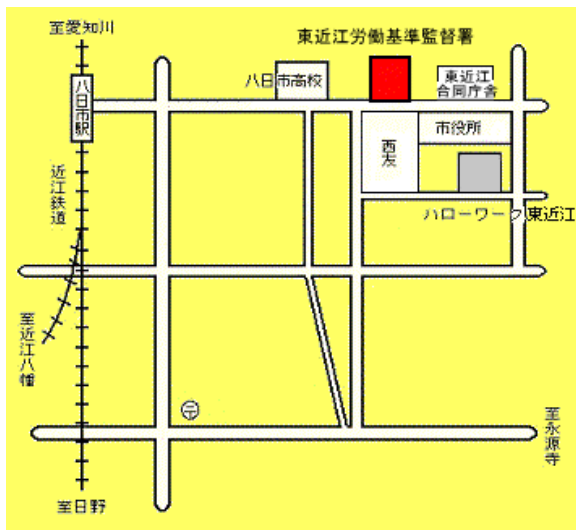 至愛知川
東近江労働基準監督署
八日市高校
東近江
合同庁舎
八日市駅
市役所
西友
近江鉄道
ハローワーク東近江
至近江八幡
至永源寺
至日野